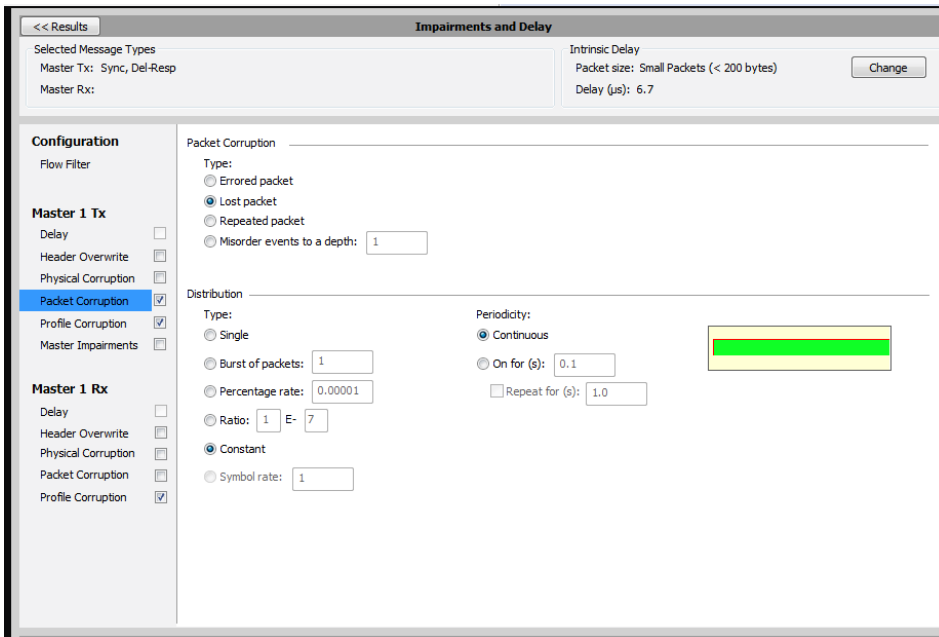 << Results
Impairments and Delay
Selected Message Types
Master Tx: Sync, Del-Resp
Master Rx:
Intrinsic Delay
Packet size: Small Packets (< 200 bytes)
Change
Delay (µs): 6.7
Configuration
Flow Filter
Master 1 Tx
Delay
Header Overwrite
Physical Corruption
Packet Corruption
Profile Corruption
Master Impairments
Master 1 Rx
Delay
Header Overwrite
Physical Corruption
Packet Corruption
Profile Corruption
Packet Corruption
Type:
Errored packet
Lost packet
Repeated packet
Misorder events to a depth: 1
Distribution
Type:
Single
Burst of packets: 1
Percentage rate: 0.00001
Ratio: 1 E- 7
Constant
Symbol rate: 1
Periodicity:
Continuous
On for (s): 0.1
Repeat for (s): 1.0